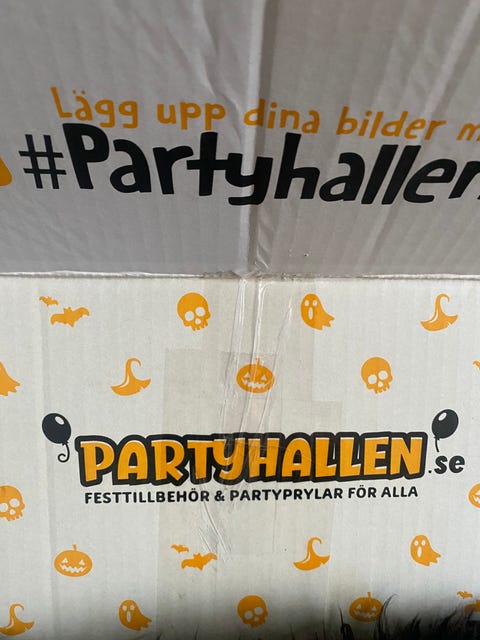 Lägg upp dina bilder
#Partyhallen
PARTYHALLEN.se
FESTTILLBEHÖR & PARTYPRYLAR FÖR ALLA